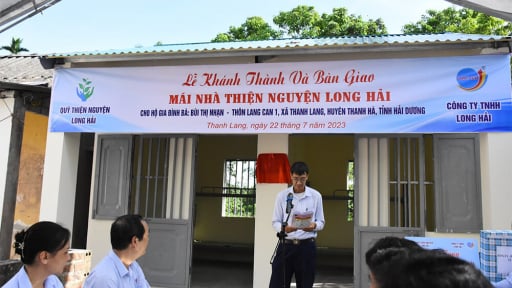 Lễ Khánh Thành Và Bàn Giao
MÁI NHÀ THIỆN NGUYỆN LONG HẢI
CHO HỘ GIA ĐÌNH BÀ: BÙI THỊ NHẠN - THÔN LANG CAN 1, XÃ THANH LANG, HUYỆN THANH HÀ, TỈNH HẢI DƯƠNG
Thanh Lang, ngày 22 tháng 7 năm 2023
QUỸ THIỆN NGUYỆN
LONG HẢI
CÔNG TY TNHH
LONG HẢI